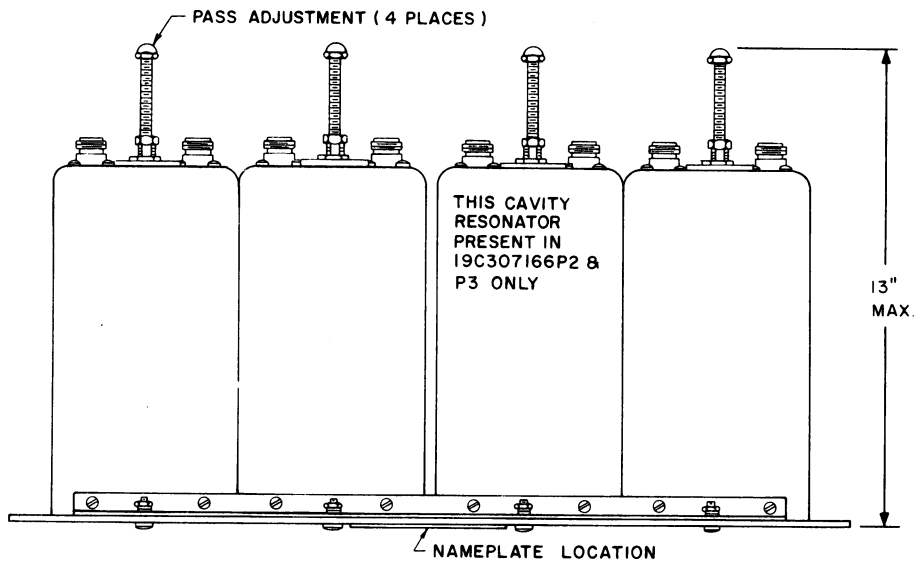 PASS ADJUSTMENT (4 PLACES)
THIS CAVITY
RESONATOR
PRESENT IN
19C307166P2 &
P3 ONLY
13"
MAX.
NAMEPLATE LOCATION